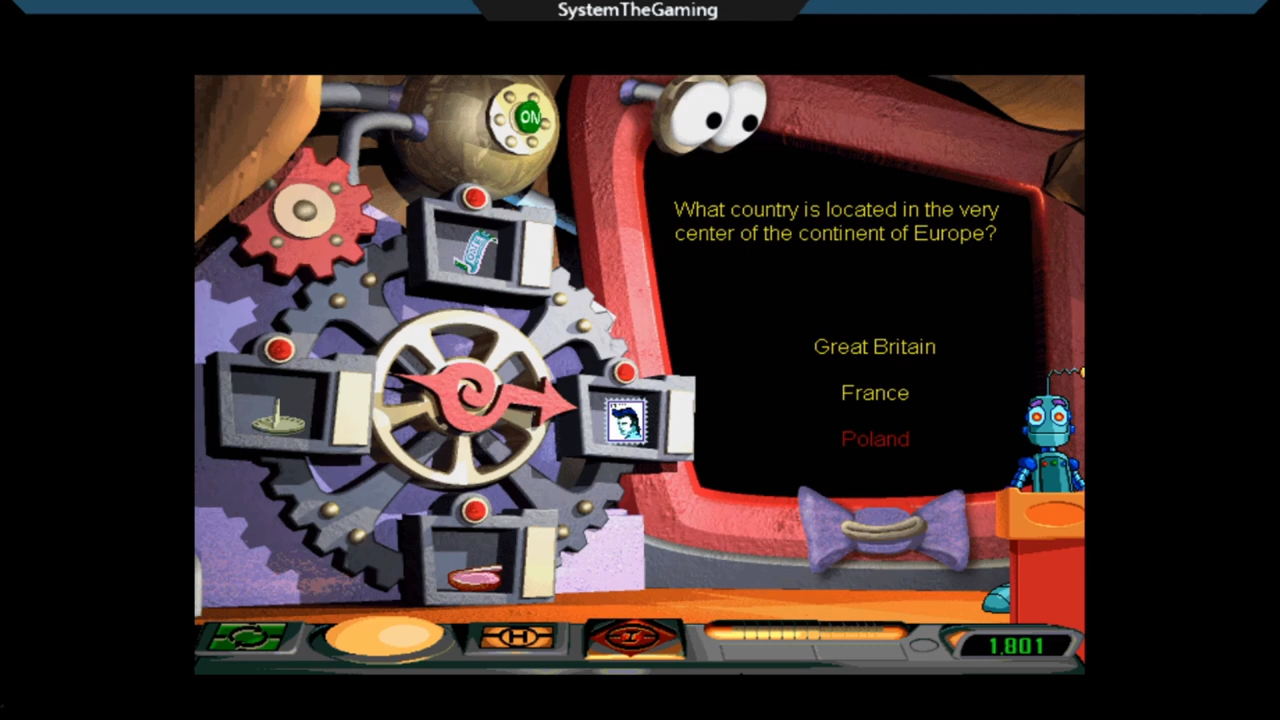 SystemTheGaming
ON
What country is located in the very
center of the continent of Europe?
Great Britain
France
Poland
H
1,801